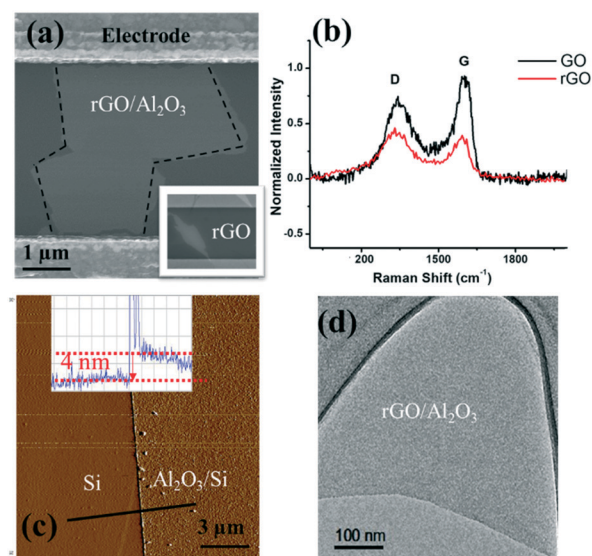 (a)
Electrode
rGO/Al₂O₃
rGO
1 μm
(b)
GO
rGO
D
G
Normalized Intensity
1.0
0.5
0.0
-0.5
1200
1500
1800
Raman Shift (cm⁻¹)
4 nm
Si
Al₂O₃/Si
(c)
3 μm
(d)
rGO/Al₂O₃
100 nm